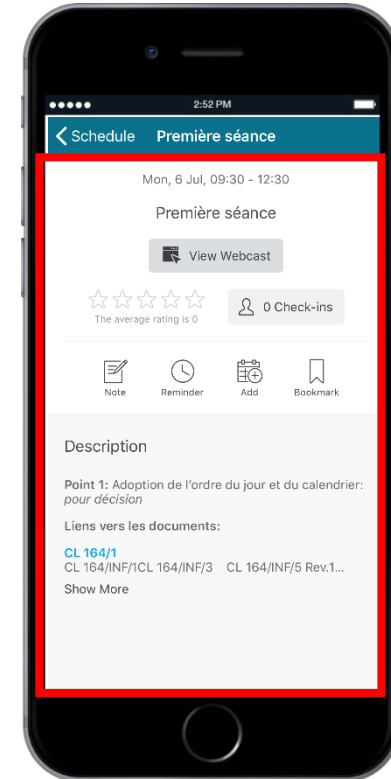 2:52 PM
Schedule Première séance
Mon, 6 Jul, 09:30 - 12:30
Première séance
View Webcast
The average rating is 0
0 Check-ins
Note Reminder Add Bookmark
Description
Point 1: Adoption de l'ordre du jour et du calendrier:
pour décision
Liens vers les documents:
CL 164/1
CL 164/INF/1CL 164/INF/3 CL 164/INF/5 Rev.1...
Show More